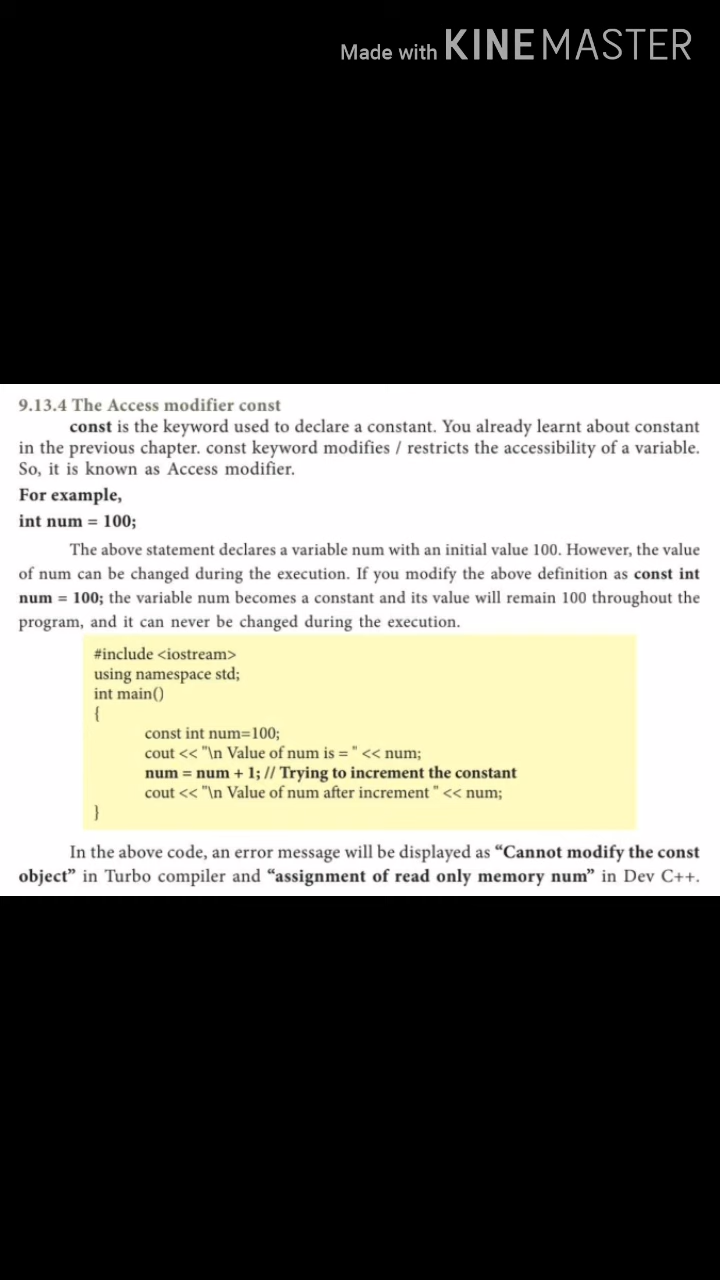 Made with KINEMASTER
9.13.4 The Access modifier const
const is the keyword used to declare a constant. You already learnt about constant
in the previous chapter. const keyword modifies / restricts the accessibility of a variable.
So, it is known as Access modifier.
For example,
int num = 100;
The above statement declares a variable num with an initial value 100. However, the value
of num can be changed during the execution. If you modify the above definition as const int
num = 100; the variable num becomes a constant and its value will remain 100 throughout the
program, and it can never be changed during the execution.
#include <iostream>
using namespace std;
int main()
{
const int num=100;
cout << "\n Value of num is = " << num;
num = num + 1; // Trying to increment the constant
cout << "\n Value of num after increment " << num;
}
In the above code, an error message will be displayed as “Cannot modify the const
object” in Turbo compiler and “assignment of read only memory num” in Dev C++.